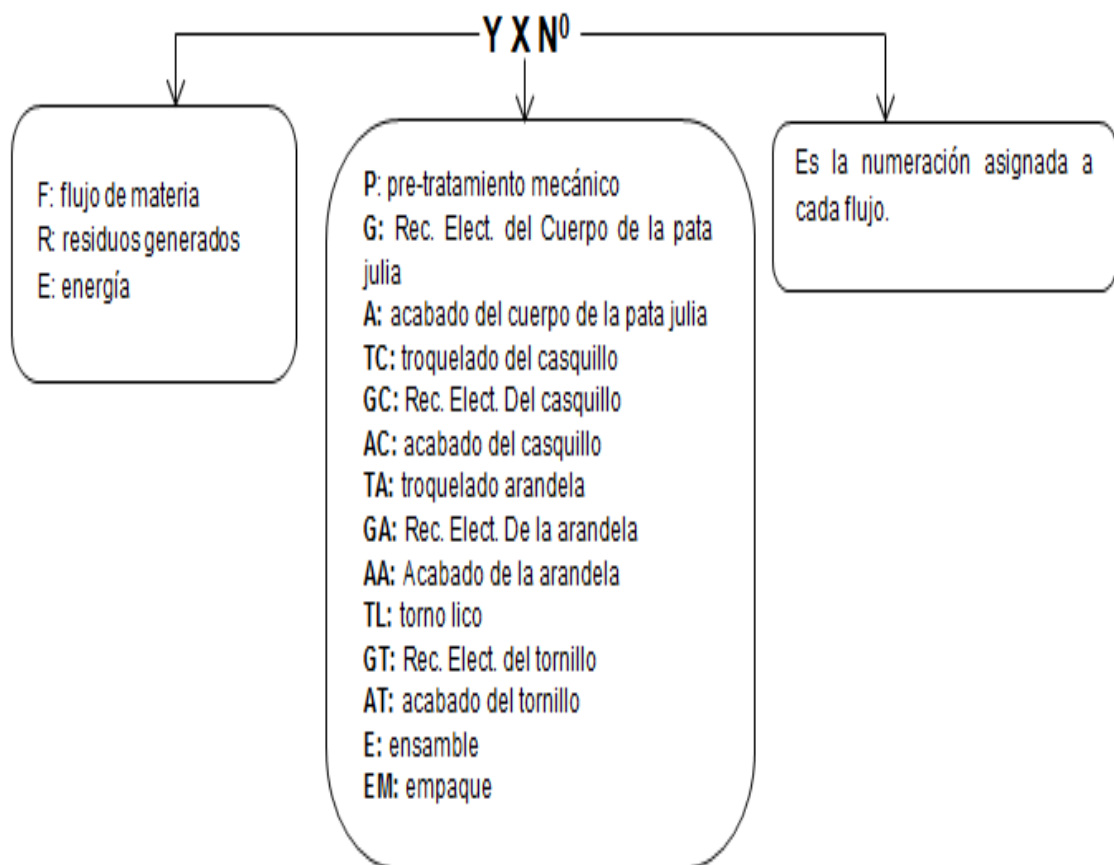 Y X N⁰
F: flujo de materia
R: residuos generados
E: energía
P: pre-tratamiento mecánico
G: Rec. Elect. del Cuerpo de la pata
julia
A: acabado del cuerpo de la pata julia
TC: troquelado del casquillo
GC: Rec. Elect. Del casquillo
AC: acabado del casquillo
TA: troquelado arandela
GA: Rec. Elect. De la arandela
AA: Acabado de la arandela
TL: torno lico
GT: Rec. Elect. del tornillo
AT: acabado del tornillo
E: ensamble
EM: empaque
Es la numeración asignada a
cada flujo.